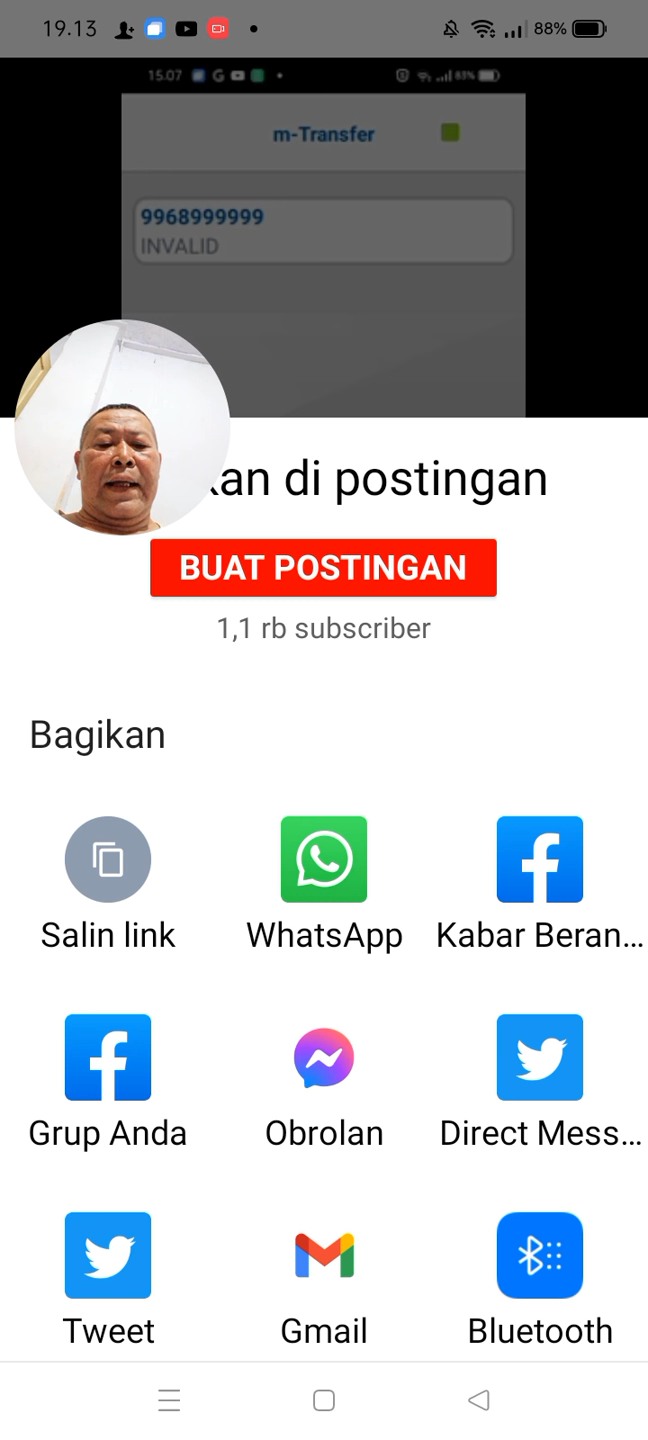 19.13
88%
15.07
83%
m-Transfer
9968999999
INVALID
kan di postingan
BUAT POSTINGAN
1,1 rb subscriber
Bagikan
Salin link
WhatsApp
Kabar Beran...
Grup Anda
Obrolan
Direct Mess...
Tweet
Gmail
Bluetooth